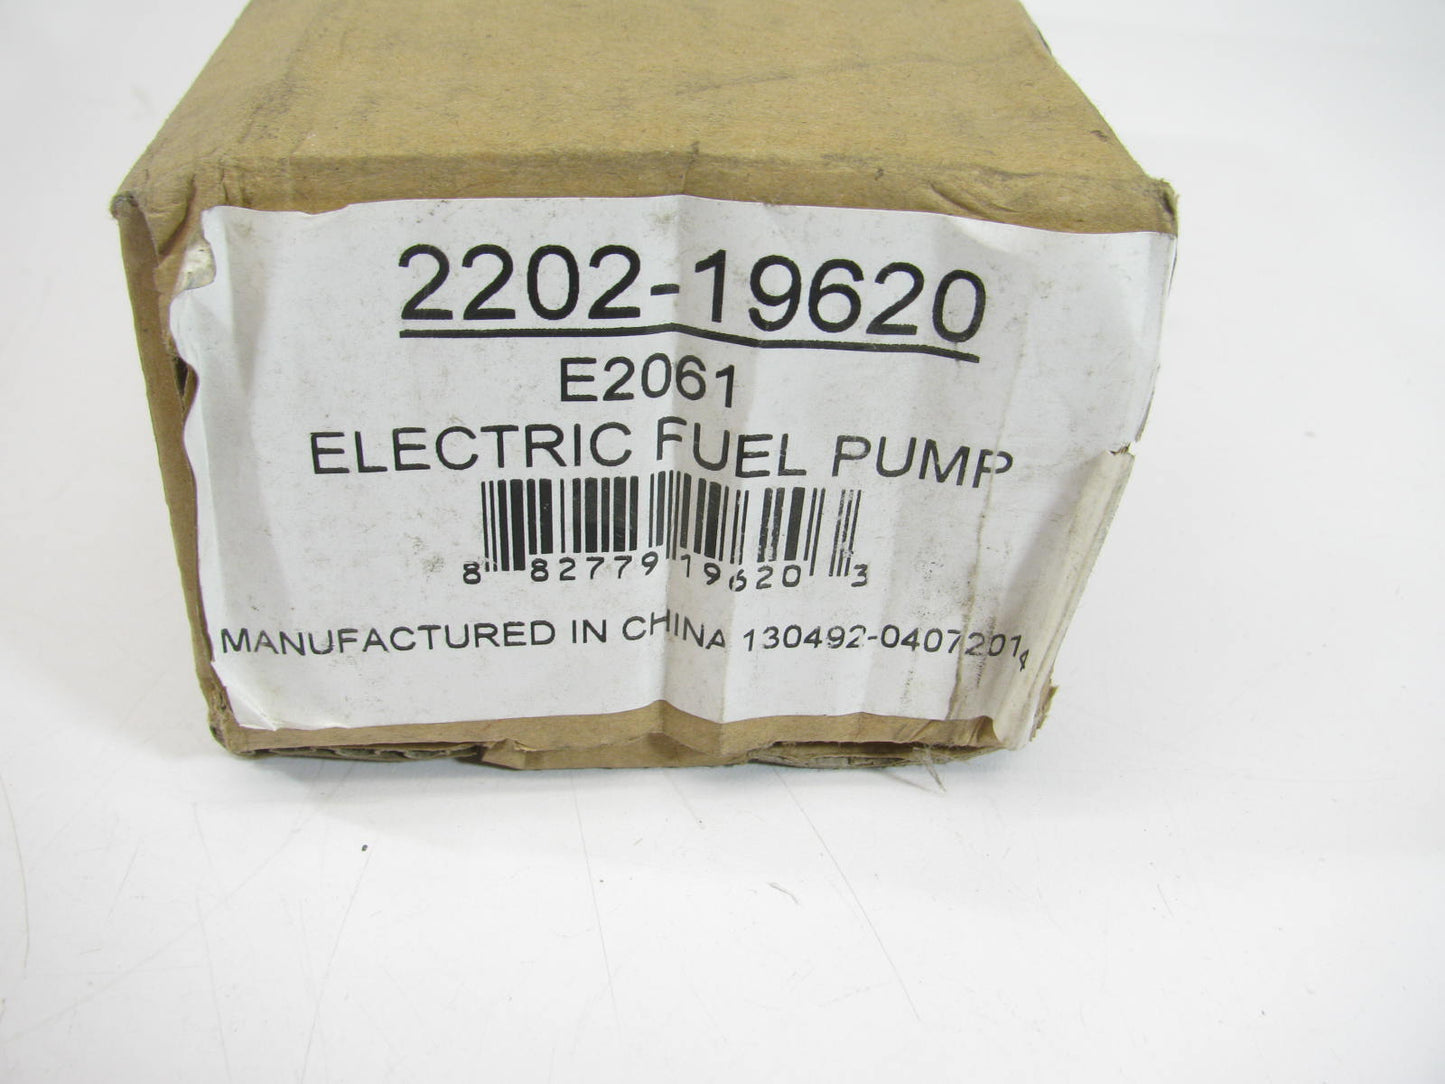 2202-19620
E2061
ELECTRIC FUEL PUMP
8 82779 19620 3
MANUFACTURED IN CHINA 130492-04072014